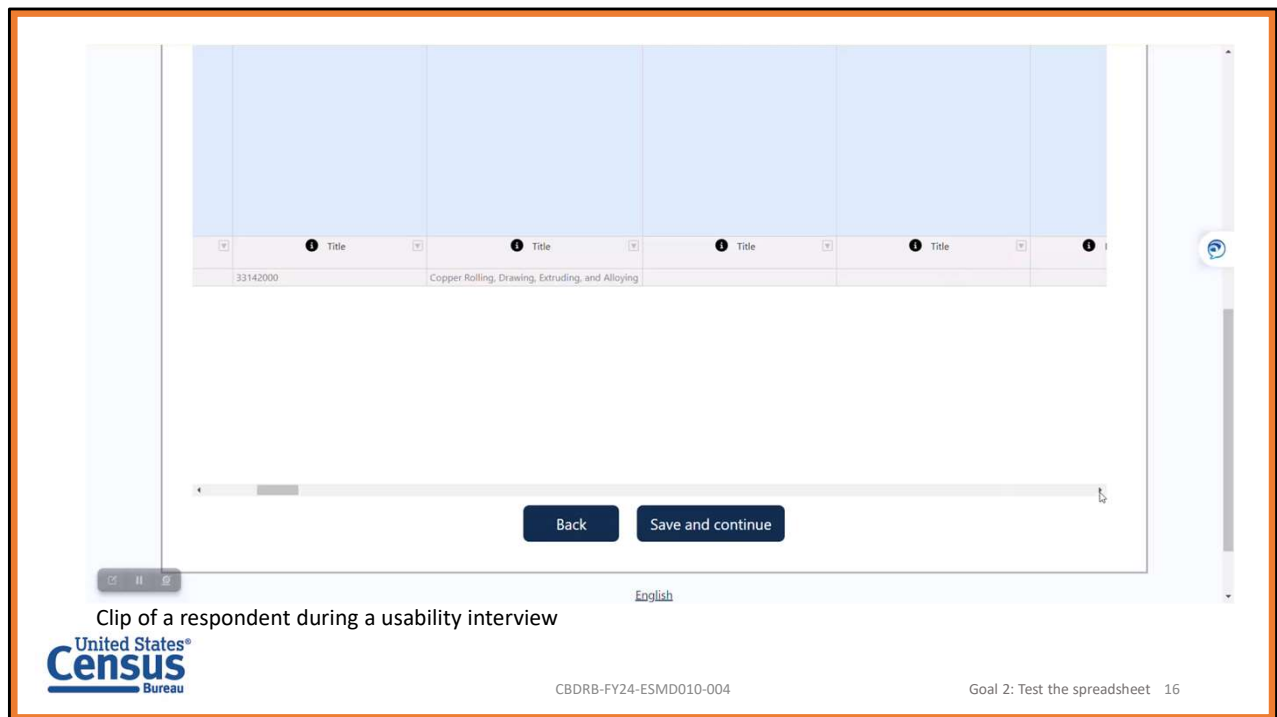 Title Title Title Title
33142000 Copper Rolling, Drawing, Extruding, and Alloying
Back Save and continue
English
Clip of a respondent during a usability interview
United States®
Census
Bureau
CBDRB-FY24-ESMD010-004
Goal 2: Test the spreadsheet 16